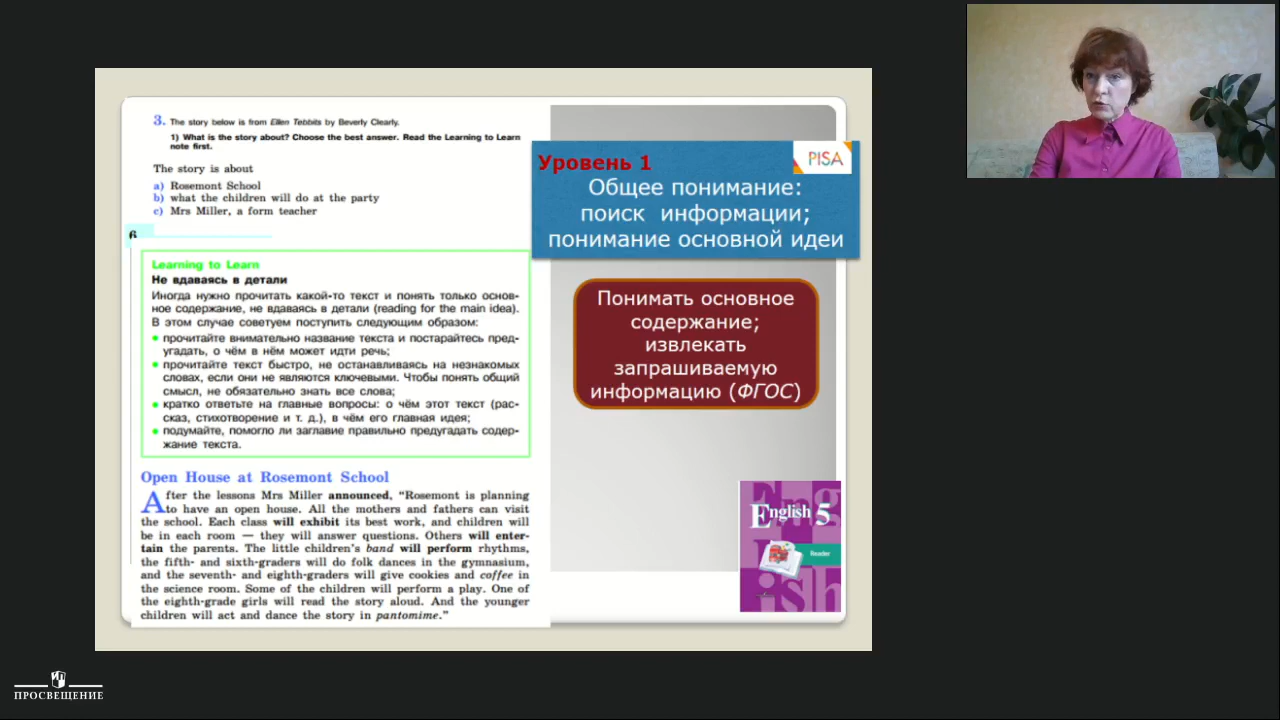 3. The story below is from Ellen Tebbits by Beverly Clearly.
1) What is the story about? Choose the best answer. Read the Learning to Learn
note first.
The story is about
a) Rosemont School
b) what the children will do at the party
c) Mrs Miller, a form teacher
6
Learning to Learn
Не вдаваясь в детали
Иногда нужно прочитать какой-то текст и понять только основ-
ное содержание, не вдаваясь в детали (reading for the main idea).
В этом случае советуем поступить следующим образом:
• прочитайте внимательно название текста и постарайтесь пред-
угадать, о чём в нём может идти речь;
• прочитайте текст быстро, не останавливаясь на незнакомых
словах, если они не являются ключевыми. Чтобы понять общий
смысл, не обязательно знать все слова;
• кратко ответьте на главные вопросы: о чём этот текст (рас-
сказ, стихотворение и т. д.), в чём его главная идея;
• подумайте, помогло ли заглавие правильно предугадать содер-
жание текста.
Open House at Rosemont School
After the lessons Mrs Miller announced, “Rosemont is planning
to have an open house. All the mothers and fathers can visit
the school. Each class will exhibit its best work, and children will
be in each room — they will answer questions. Others will enter-
tain the parents. The little children's band will perform rhythms,
the fifth- and sixth-graders will do folk dances in the gymnasium,
and the seventh- and eighth-graders will give cookies and coffee in
the science room. Some of the children will perform a play. One of
the eighth-grade girls will read the story aloud. And the younger
children will act and dance the story in pantomime.”
Уровень 1
PISA
Общее понимание:
поиск информации;
понимание основной идеи
Понимать основное
содержание;
извлекать
запрашиваемую
информацию (ФГОС)
English 5
Reader
ПРОСВЕЩЕНИЕ